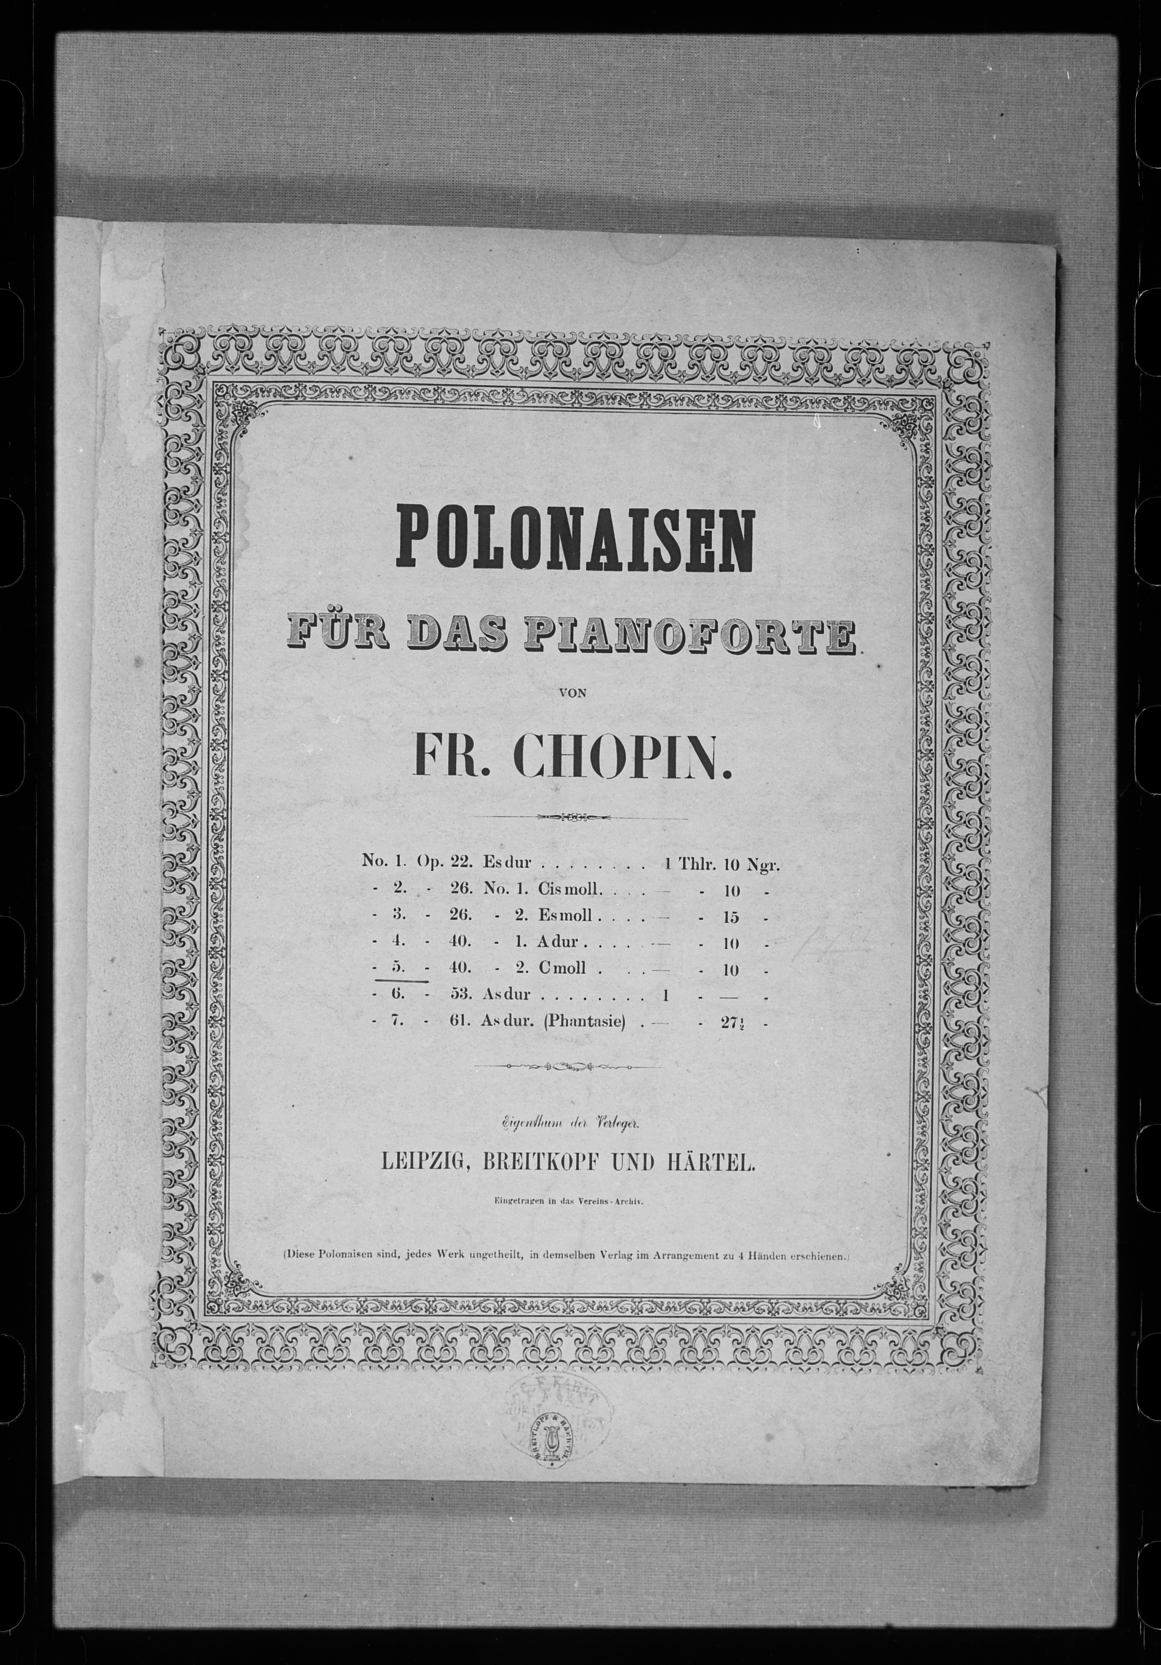 POLONAISEN
FÜR DAS PIANOFORTE.
VON
FR. CHOPIN.
No. 1. Op. 22. Es dur . . . . . . . . 1 Thlr. 10 Ngr.
- 2. - 26. No. 1. Cis moll. . . . — - 10 -
- 3. - 26. - 2. Es moll . . . . — - 15 -
- 4. - 40. - 1. A dur . . . . — - 10 -
- 5. - 40. - 2. C moll . . . — - 10 -
- 6. - 53. As dur . . . . . . . . 1 - — -
- 7. - 61. As dur. (Phantasie) . — - 27½ -
Eigenthum der Verleger.
LEIPZIG, BREITKOPF UND HÄRTEL.
Eingetragen in das Vereins-Archiv.
(Diese Polonaisen sind, jedes Werk ungetheilt, in demselben Verlag im Arrangement zu 4 Händen erschienen.)
BREITKOPF & HÄRTEL